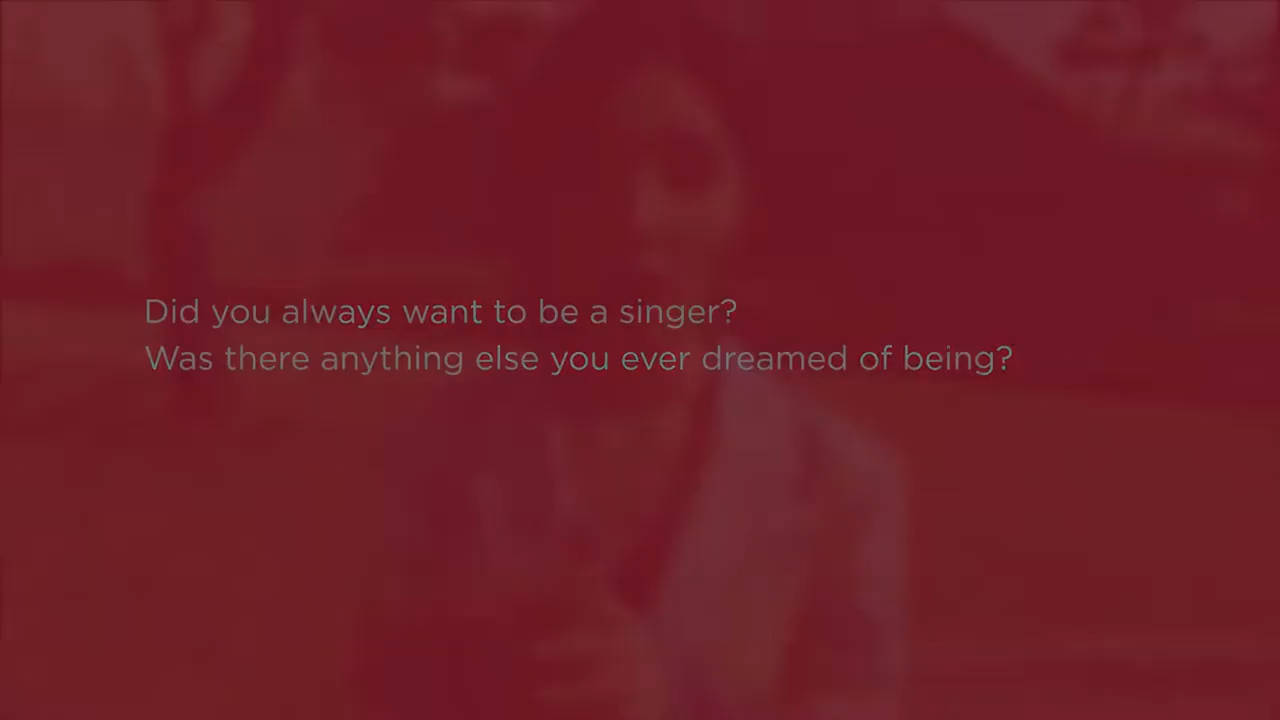 Did you always want to be a singer?
Was there anything else you ever dreamed of being?